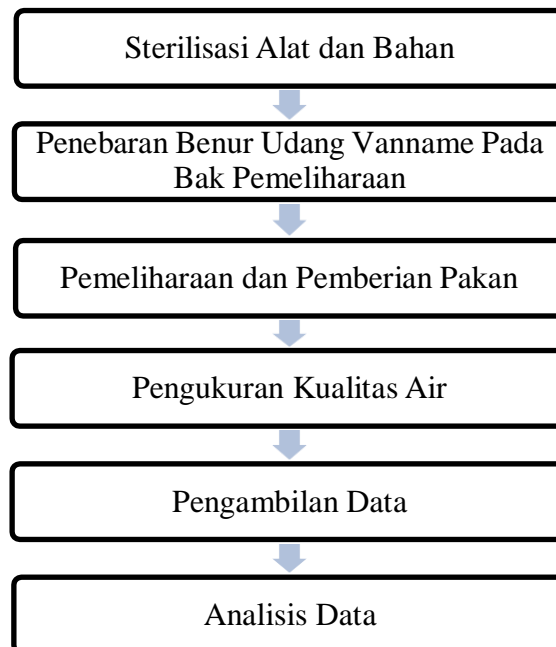 Sterilisasi Alat dan Bahan
Penebaran Benur Udang Vanname Pada
Bak Pemeliharaan
Pemeliharaan dan Pemberian Pakan
Pengukuran Kualitas Air
Pengambilan Data
Analisis Data